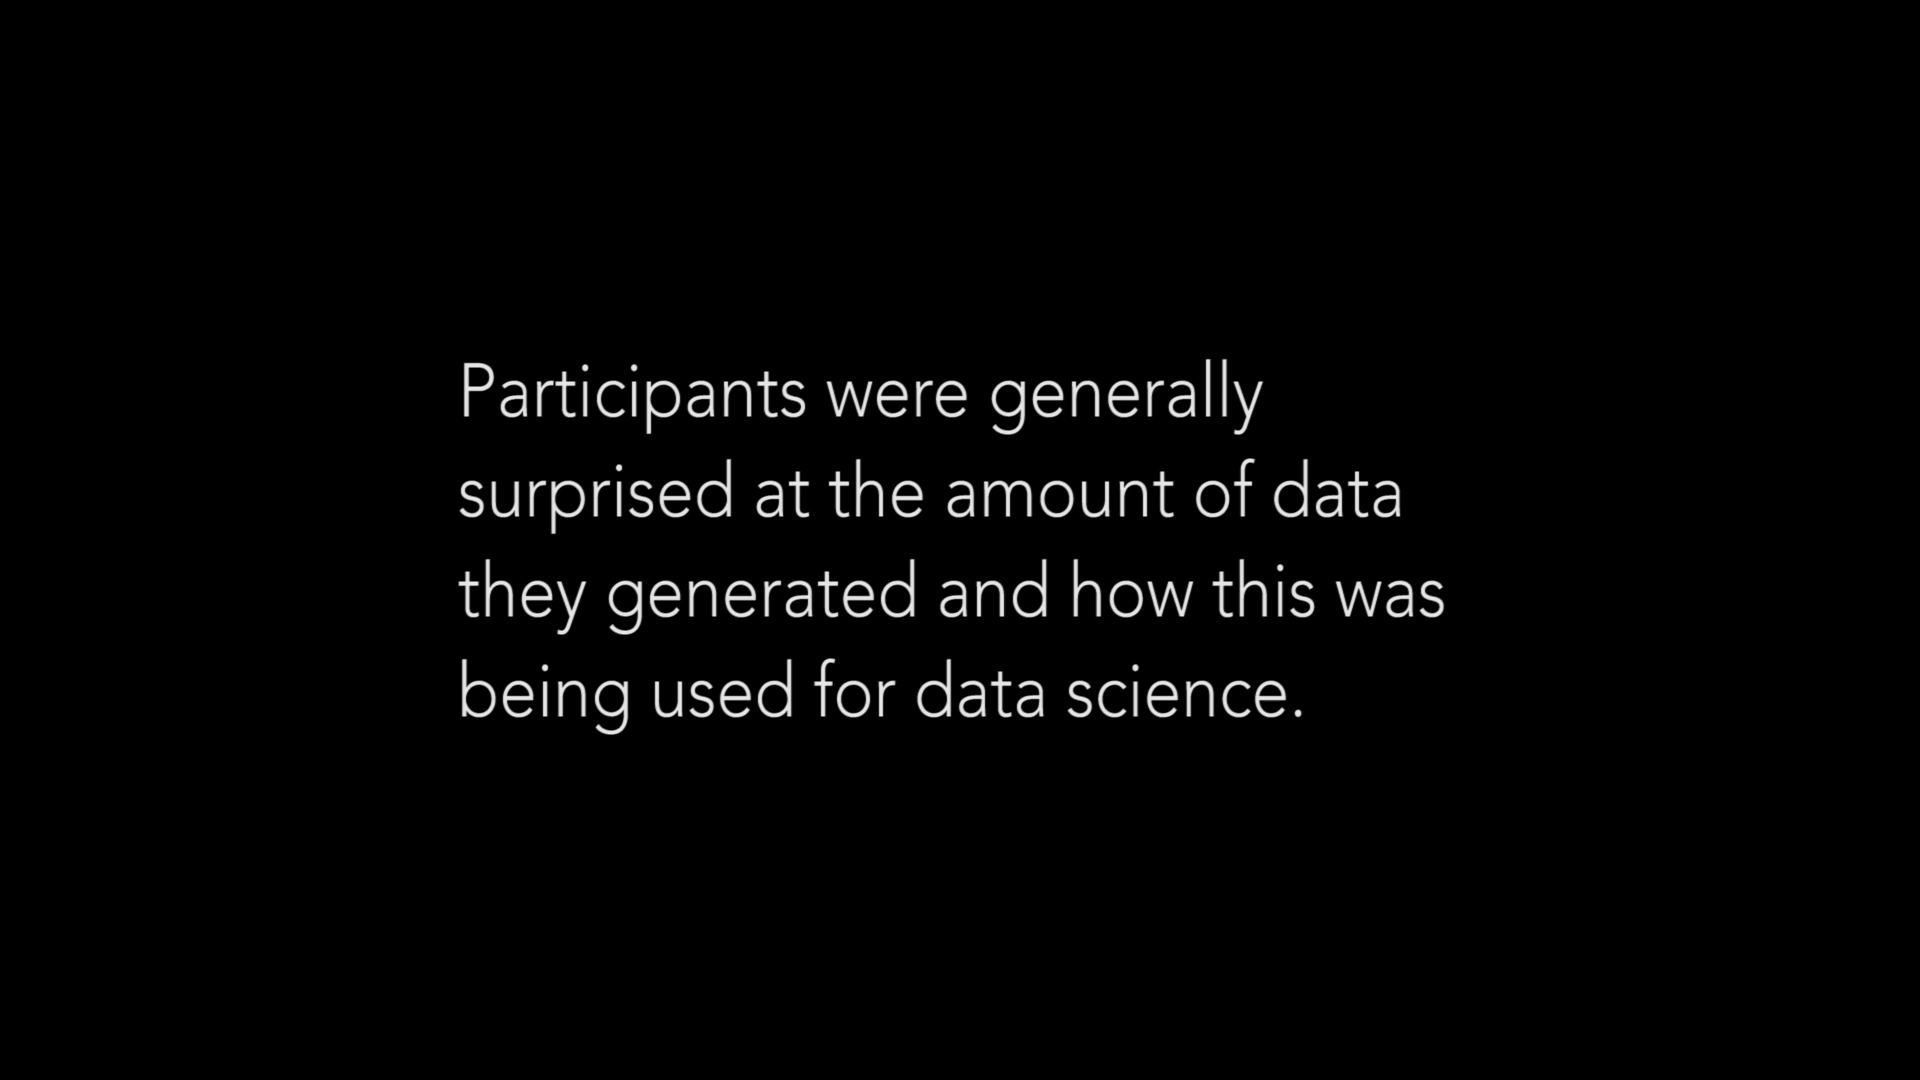 Participants were generally
surprised at the amount of data
they generated and how this was
being used for data science.